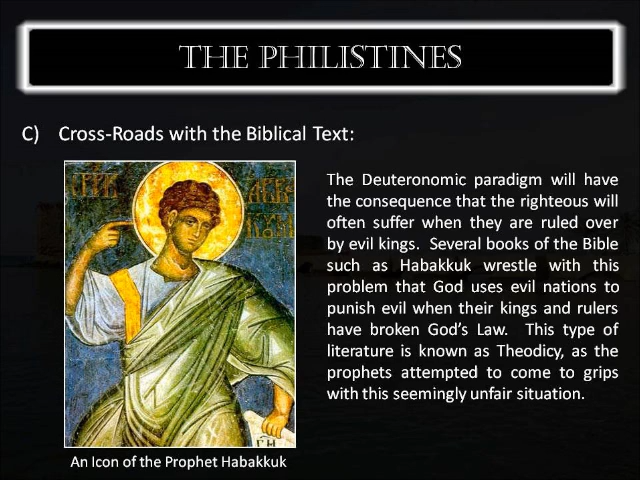 THE PHILISTINES
C) Cross-Roads with the Biblical Text:
The Deuteronomic paradigm will have
the consequence that the righteous will
often suffer when they are ruled over
by evil kings. Several books of the Bible
such as Habakkuk wrestle with this
problem that God uses evil nations to
punish evil when their kings and rulers
have broken God's Law. This type of
literature is known as Theodicy, as the
prophets attempted to come to grips
with this seemingly unfair situation.
An Icon of the Prophet Habakkuk